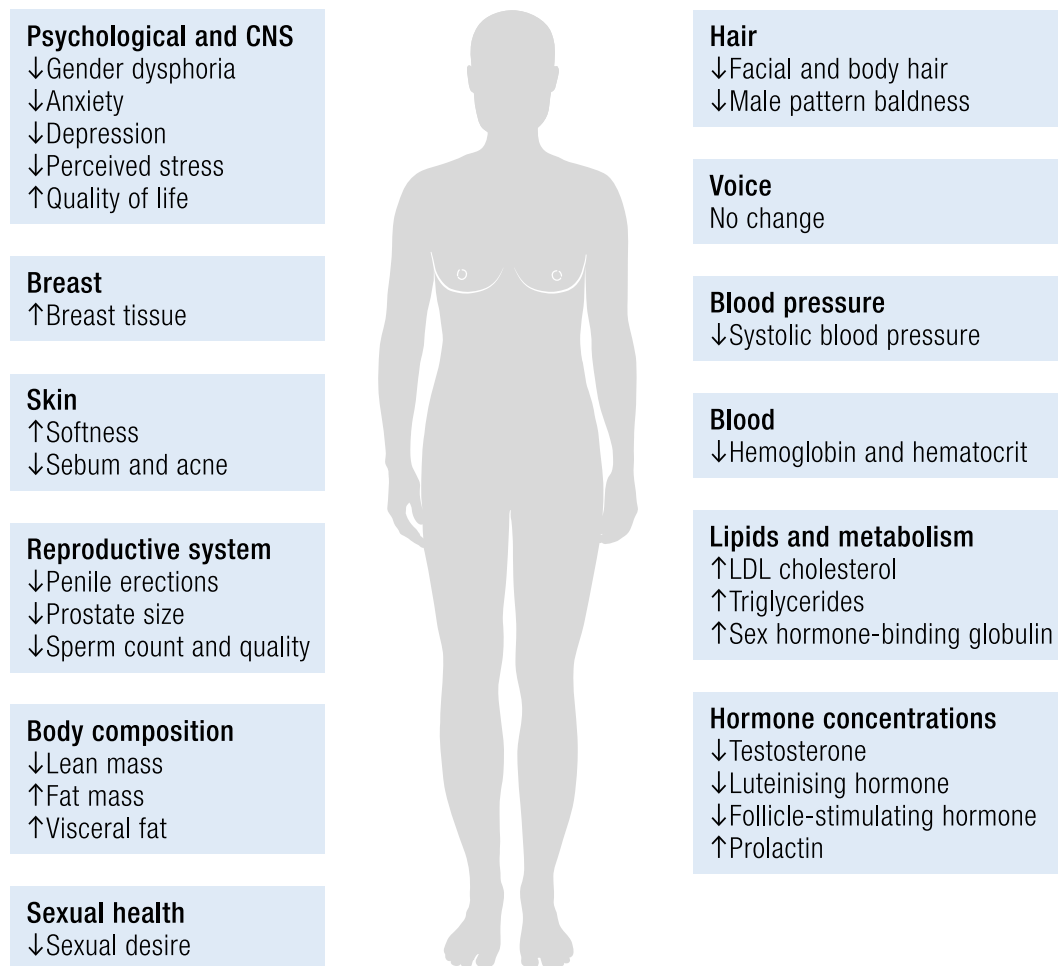 Psychological and CNS
↓Gender dysphoria
↓Anxiety
↓Depression
↓Perceived stress
↑Quality of life
Breast
↑Breast tissue
Skin
↑Softness
↓Sebum and acne
Reproductive system
↓Penile erections
↓Prostate size
↓Sperm count and quality
Body composition
↓Lean mass
↑Fat mass
↑Visceral fat
Sexual health
↓Sexual desire
Hair
↓Facial and body hair
↓Male pattern baldness
Voice
No change
Blood pressure
↓Systolic blood pressure
Blood
↓Hemoglobin and hematocrit
Lipids and metabolism
↑LDL cholesterol
↑Triglycerides
↑Sex hormone-binding globulin
Hormone concentrations
↓Testosterone
↓Luteinising hormone
↓Follicle-stimulating hormone
↑Prolactin